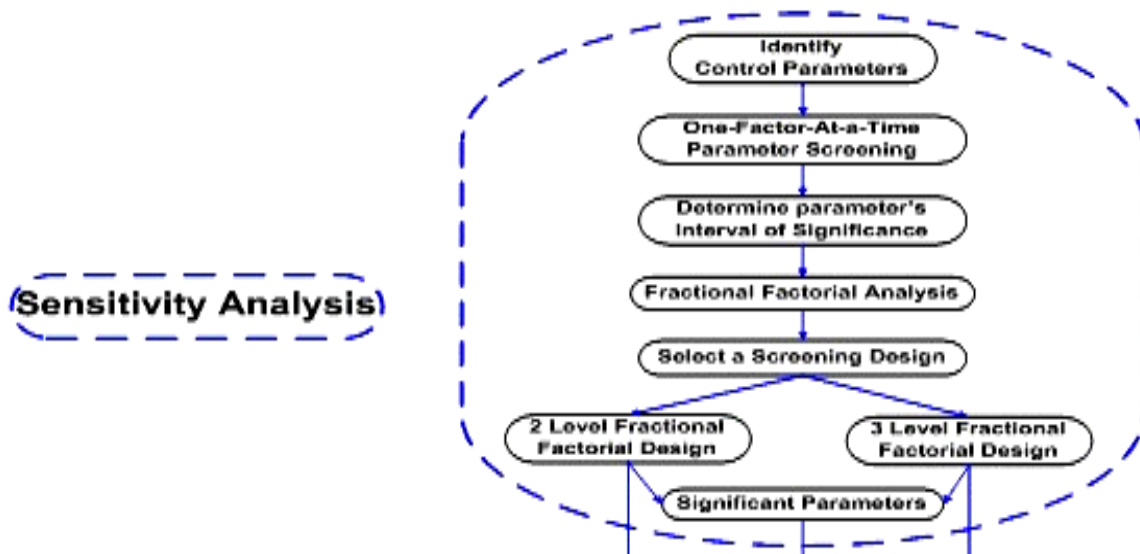 Identify
Control Parameters
One-Factor-At-a-Time
Parameter Screening
Determine parameter's
Interval of Significance
Sensitivity Analysis
Fractional Factorial Analysis
Select a Screening Design
2 Level Fractional
Factorial Design
3 Level Fractional
Factorial Design
Significant Parameters